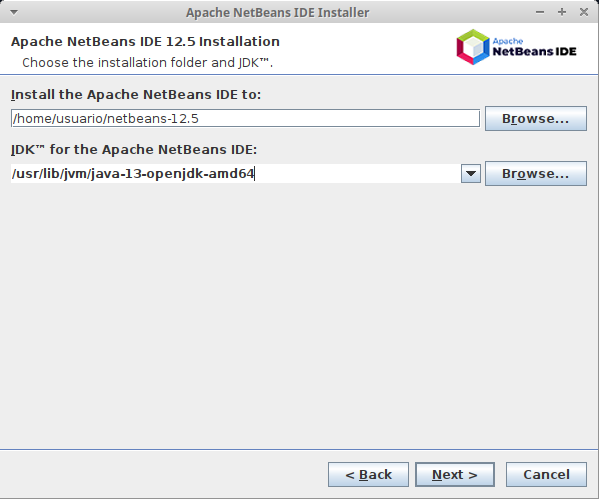 Apache NetBeans IDE Installer
Apache NetBeans IDE 12.5 Installation
Choose the installation folder and JDK™.
Apache
NetBeans IDE
Install the Apache NetBeans IDE to:
/home/usuario/netbeans-12.5
Browse...
JDK™ for the Apache NetBeans IDE:
/usr/lib/jvm/java-13-openjdk-amd64
Browse...
< Back
Next >
Cancel